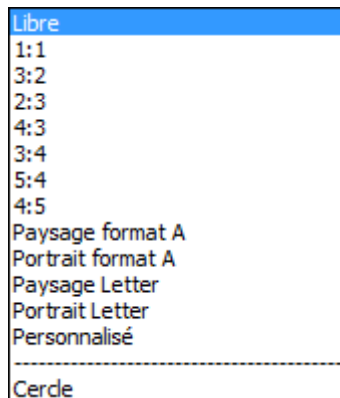 Libre
1:1
3:2
2:3
4:3
3:4
5:4
4:5
Paysage format A
Portrait format A
Paysage Letter
Portrait Letter
Personnalisé
--------------------------------------
Cercle